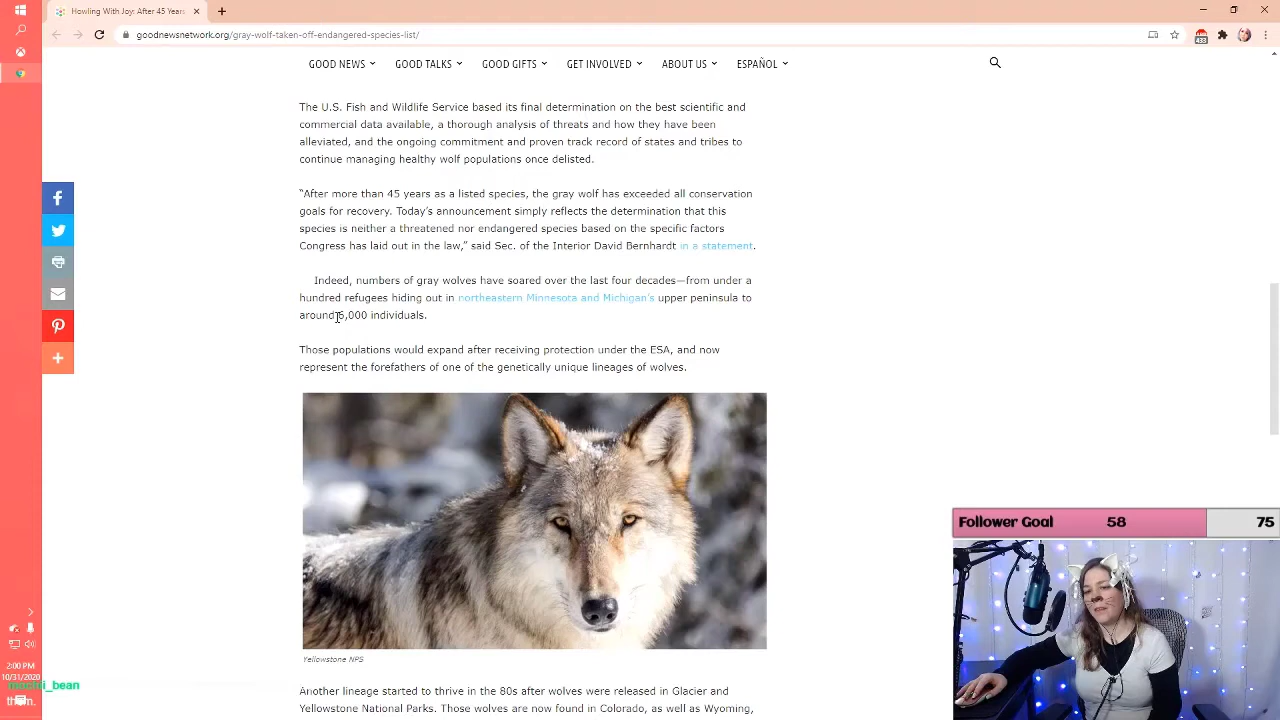 Howling With Joy: After 45 Years
goodnewsnetwork.org/gray-wolf-taken-off-endangered-species-list/
GOOD NEWS GOOD TALKS GOOD GIFTS GET INVOLVED ABOUT US ESPAÑOL
The U.S. Fish and Wildlife Service based its final determination on the best scientific and
commercial data available, a thorough analysis of threats and how they have been
alleviated, and the ongoing commitment and proven track record of states and tribes to
continue managing healthy wolf populations once delisted.
“After more than 45 years as a listed species, the gray wolf has exceeded all conservation
goals for recovery. Today’s announcement simply reflects the determination that this
species is neither a threatened nor endangered species based on the specific factors
Congress has laid out in the law,” said Sec. of the Interior David Bernhardt in a statement.
Indeed, numbers of gray wolves have soared over the last four decades—from under a
hundred refugees hiding out in northeastern Minnesota and Michigan’s upper peninsula to
around 6,000 individuals.
Those populations would expand after receiving protection under the ESA, and now
represent the forefathers of one of the genetically unique lineages of wolves.
Yellowstone NPS
Another lineage started to thrive in the 80s after wolves were released in Glacier and
Yellowstone National Parks. Those wolves are now found in Colorado, as well as Wyoming,
Follower Goal 58 75
2:00 PM
10/31/2020
them.